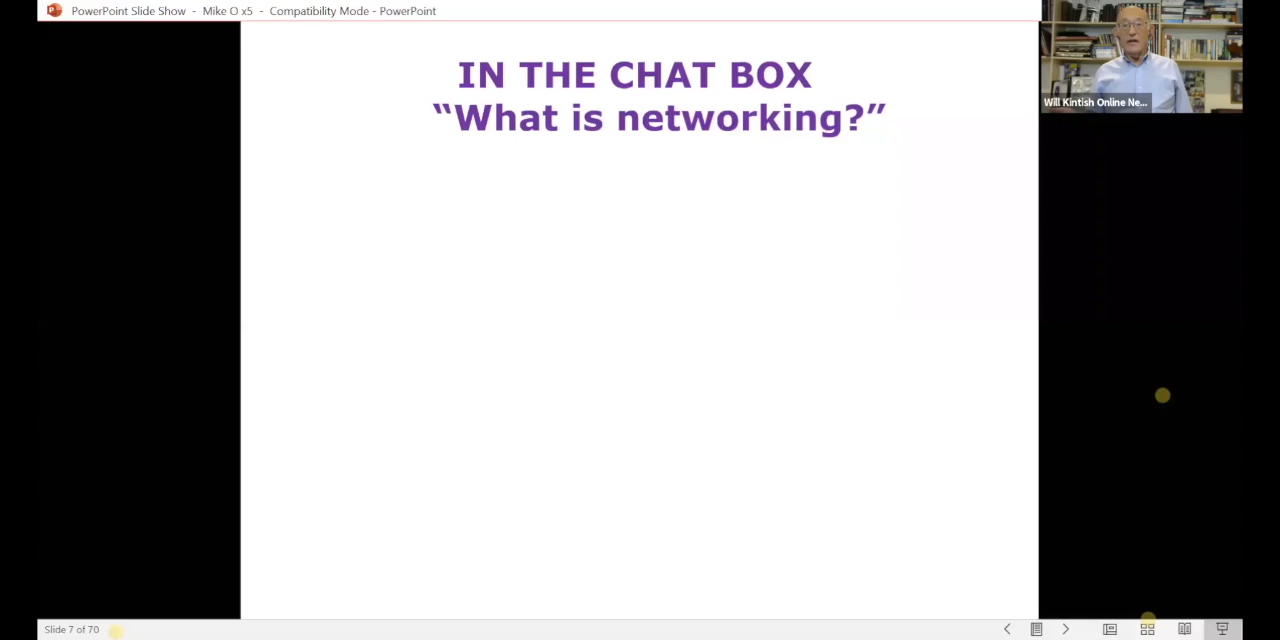 PowerPoint Slide Show - Mike O x5 - Compatibility Mode - PowerPoint
IN THE CHAT BOX
“What is networking?”
Will Kintish Online Ne...
Slide 7 of 70